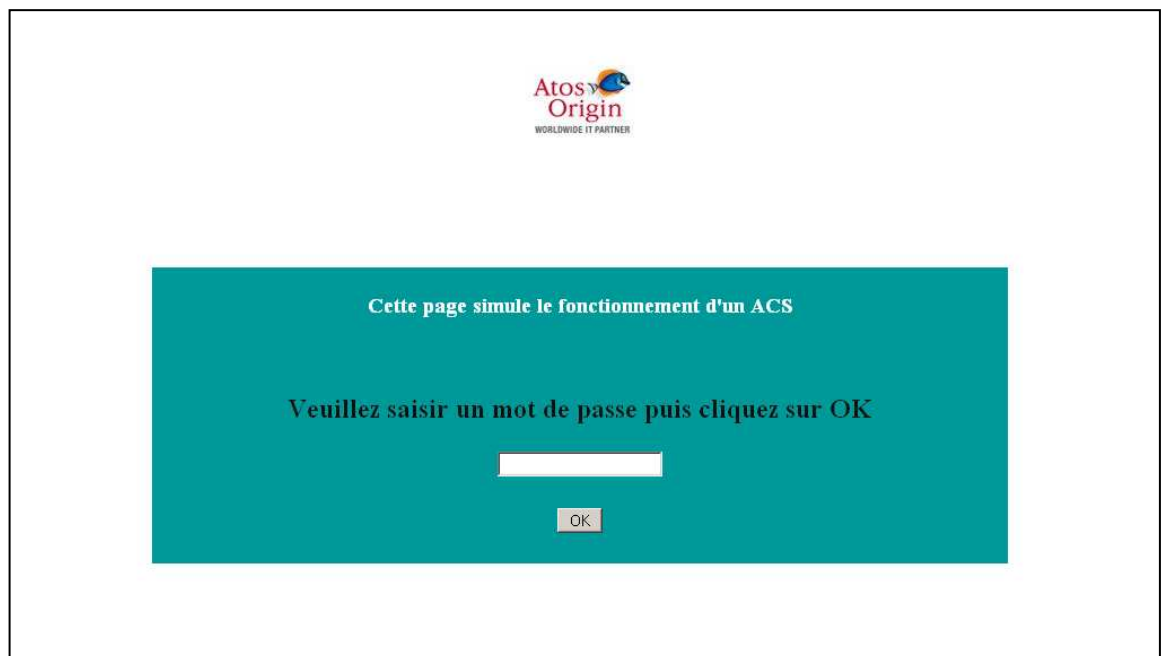 Atos
Origin
WORLDWIDE IT PARTNER
Cette page simule le fonctionnement d'un ACS
Veuillez saisir un mot de passe puis cliquez sur OK
OK